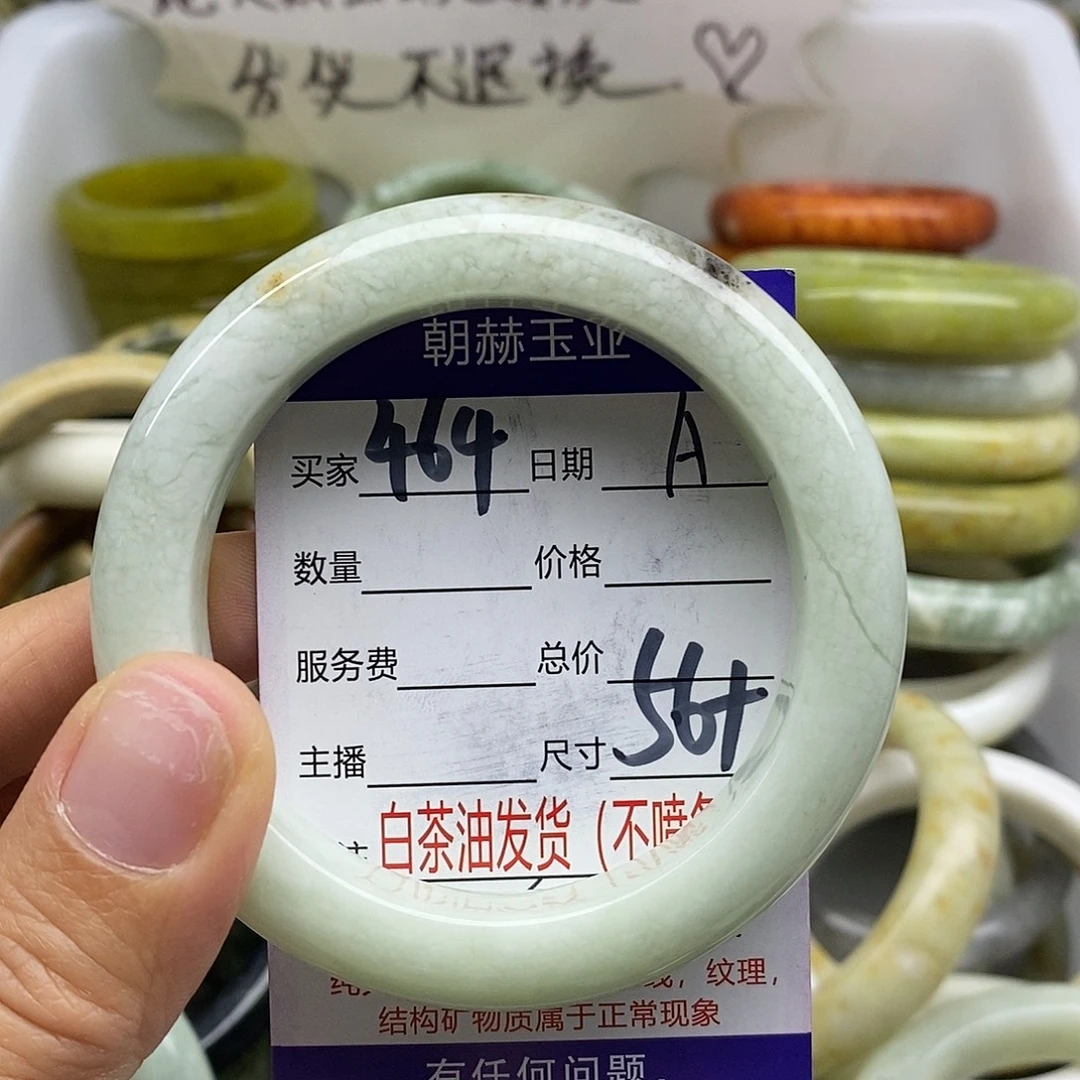 不退换
朝赫玉业
买家 464 日期 A
数量 价格
服务费 总价
主播 尺寸 56+
白茶油发货（不喷
线，纹理，
结构矿物质属于正常现象
有任何问题，